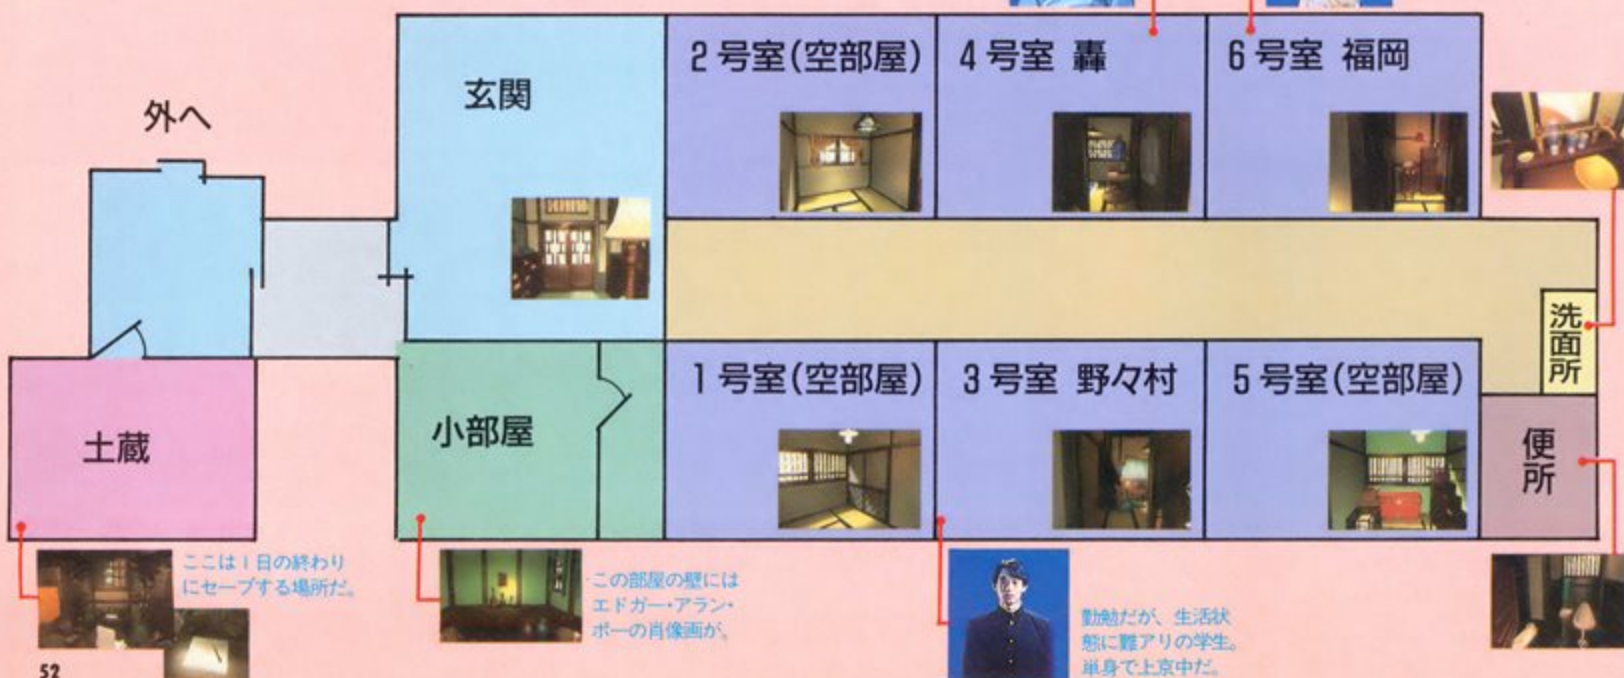 2号室(空部屋)
4号室 轟
6号室 福岡
玄関
外へ
洗面所
1号室(空部屋)
3号室 野々村
5号室(空部屋)
小部屋
土蔵
便所
ここは1日の終わり
にセーブする場所だ。
この部屋の壁には
エドガー・アラン・
ポーの肖像画が。
勤勉だが、生活状
態に難アリの学生。
単身で上京中だ。
52